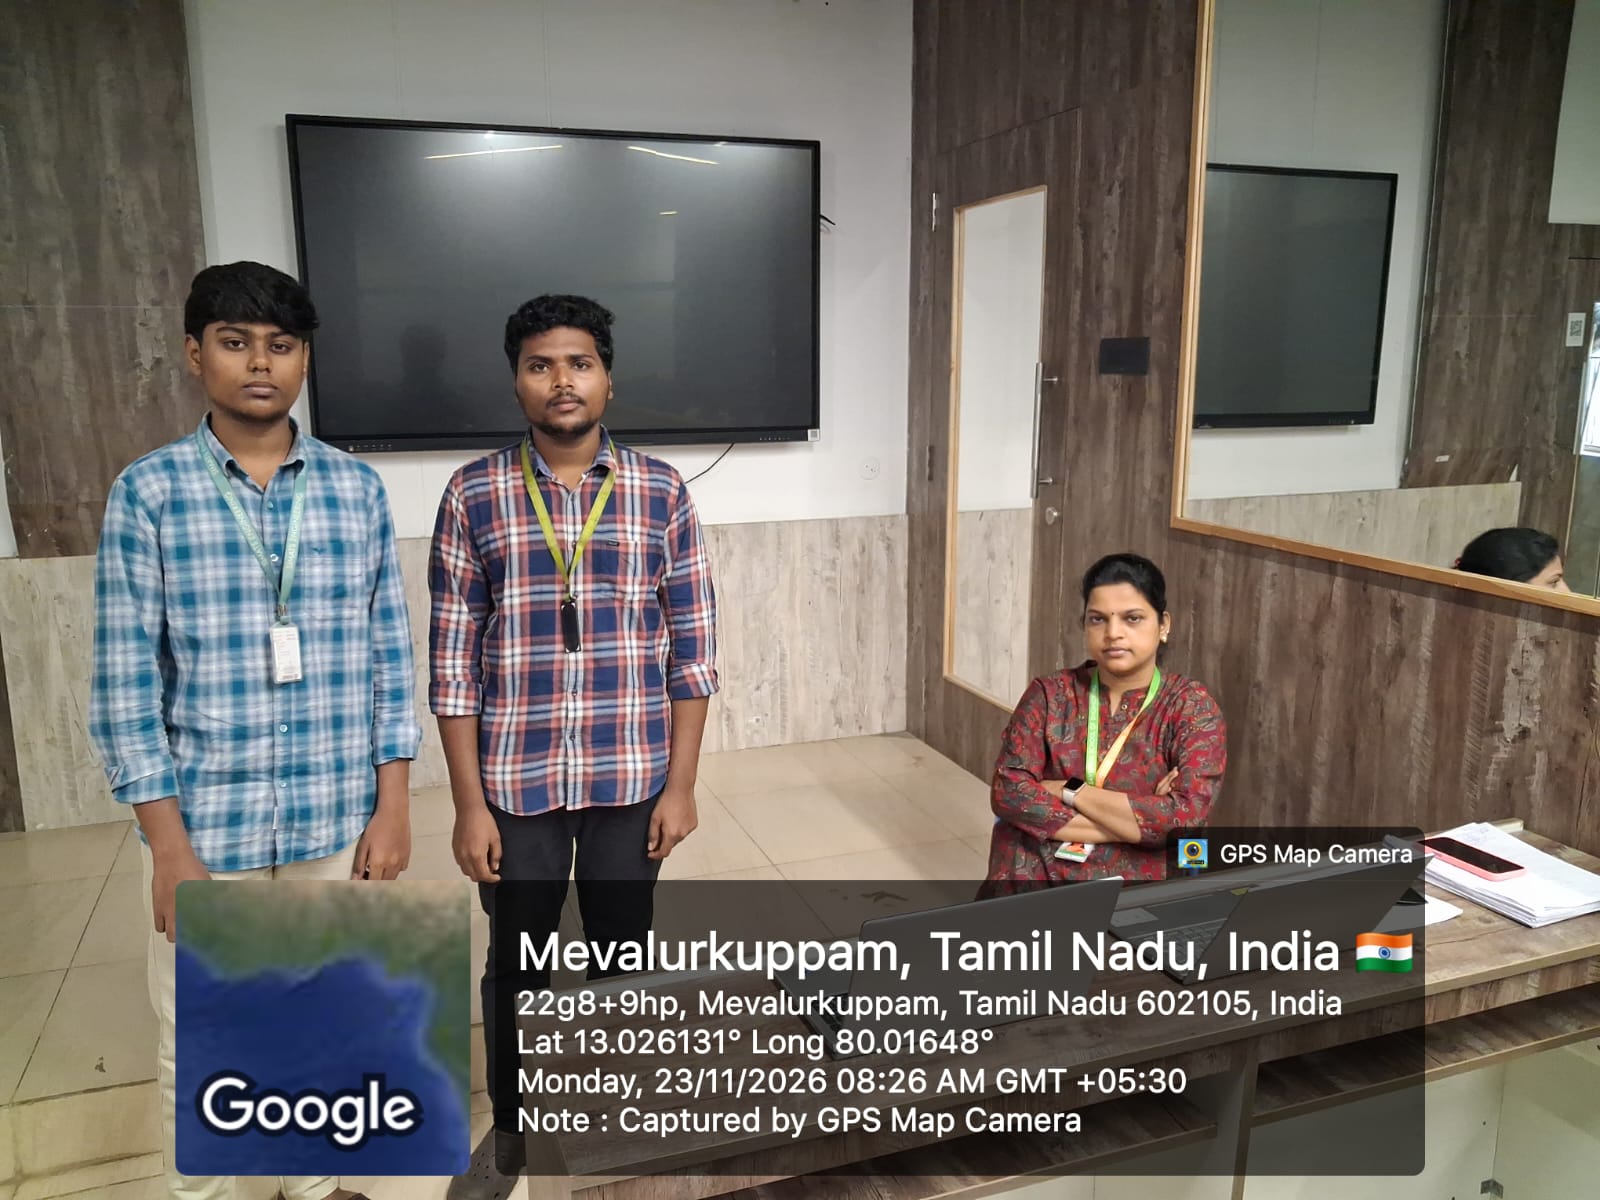 GPS Map Camera
Mevalurkuppam, Tamil Nadu, India
22g8+9hp, Mevalurkuppam, Tamil Nadu 602105, India
Lat 13.026131° Long 80.01648°
Monday, 23/11/2026 08:26 AM GMT +05:30
Note : Captured by GPS Map Camera
Google